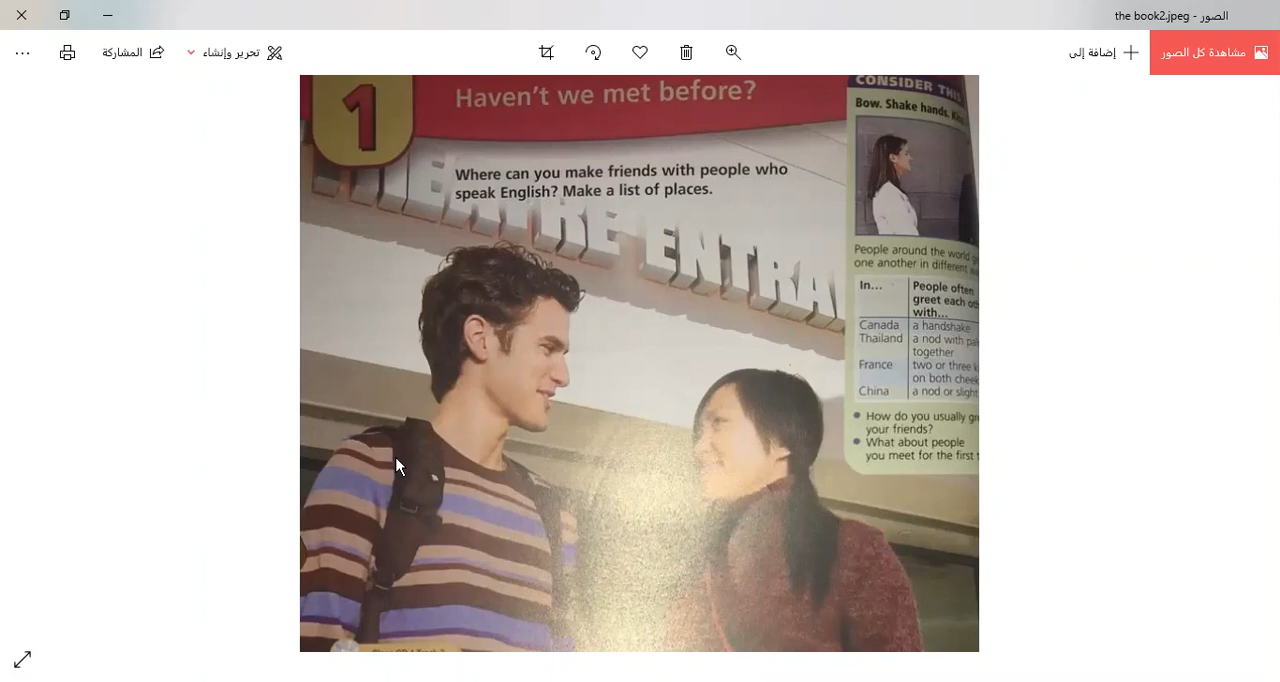 the book2.jpeg - الصور
مشاهدة كل الصور
إضافة إلى
تحرير وإنشاء
المشاركة
1
Haven't we met before?
Where can you make friends with people who
speak English? Make a list of places.
ENTRA
CONSIDER THIS
Bow. Shake hands.
People around the world
one another in different
In...
People often
greet each
with...
Canada a handshake
Thailand a nod with
together
France two or three
on both
China a nod or slight
• How do you usually
your friends?
• What about people
you meet for the first